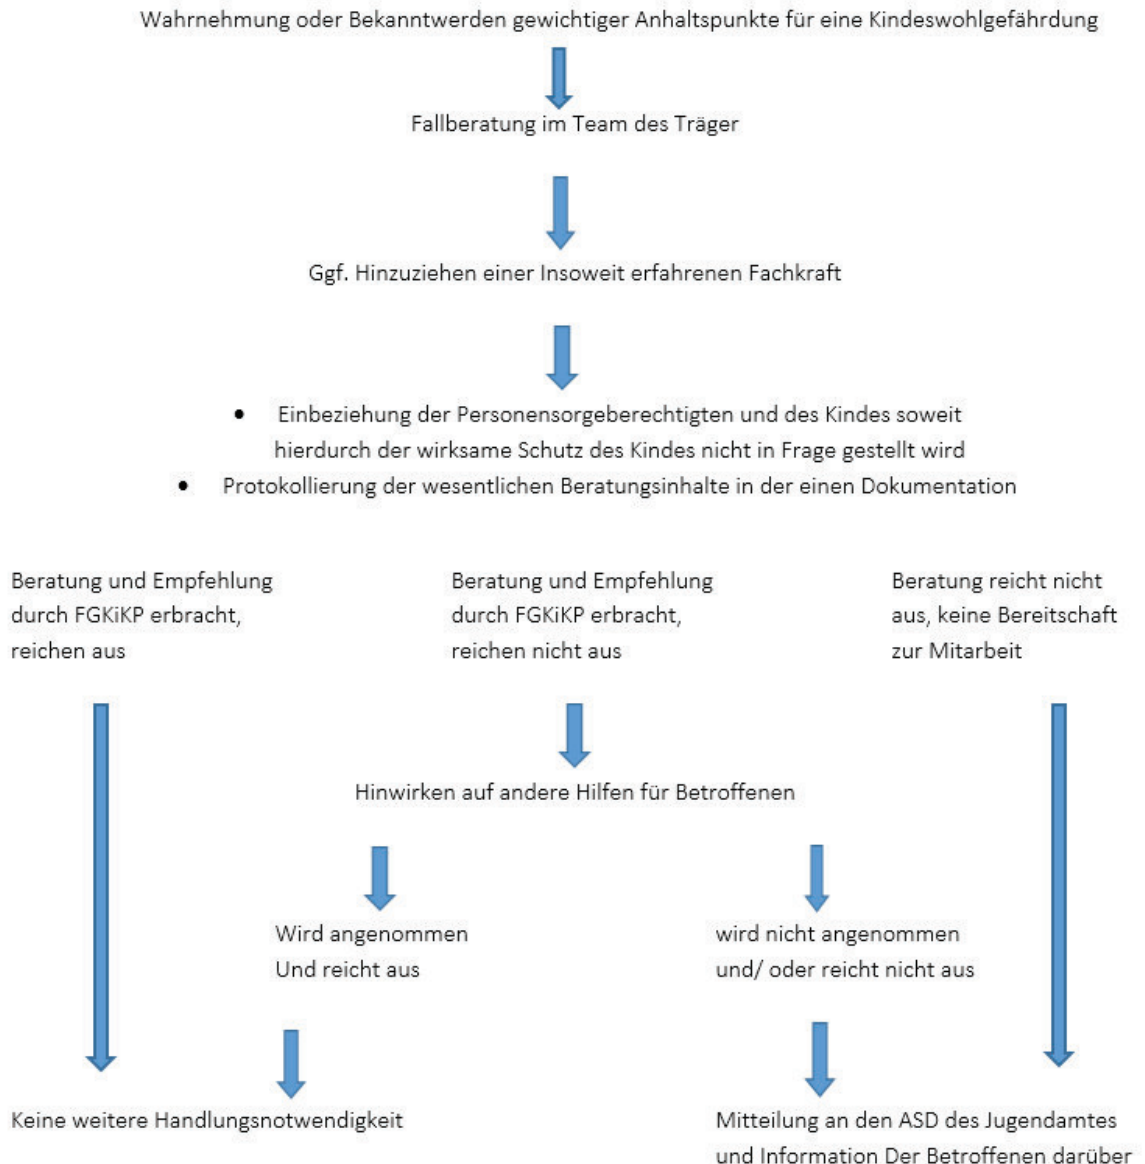 Wahrnehmung oder Bekanntwerden gewichtiger Anhaltspunkte für eine Kindeswohlgefährdung
Fallberatung im Team des Träger
Ggf. Hinzuziehen einer Insoweit erfahrenen Fachkraft
• Einbeziehung der Personensorgeberechtigten und des Kindes soweit
hierdurch der wirksame Schutz des Kindes nicht in Frage gestellt wird
• Protokollierung der wesentlichen Beratungsinhalte in der einen Dokumentation
Beratung und Empfehlung
durch FGKiKP erbracht,
reichen aus
Beratung und Empfehlung
durch FGKiKP erbracht,
reichen nicht aus
Beratung reicht nicht
aus, keine Bereitschaft
zur Mitarbeit
Hinwirken auf andere Hilfen für Betroffenen
Wird angenommen
Und reicht aus
wird nicht angenommen
und/ oder reicht nicht aus
Keine weitere Handlungsnotwendigkeit
Mitteilung an den ASD des Jugendamtes
und Information Der Betroffenen darüber